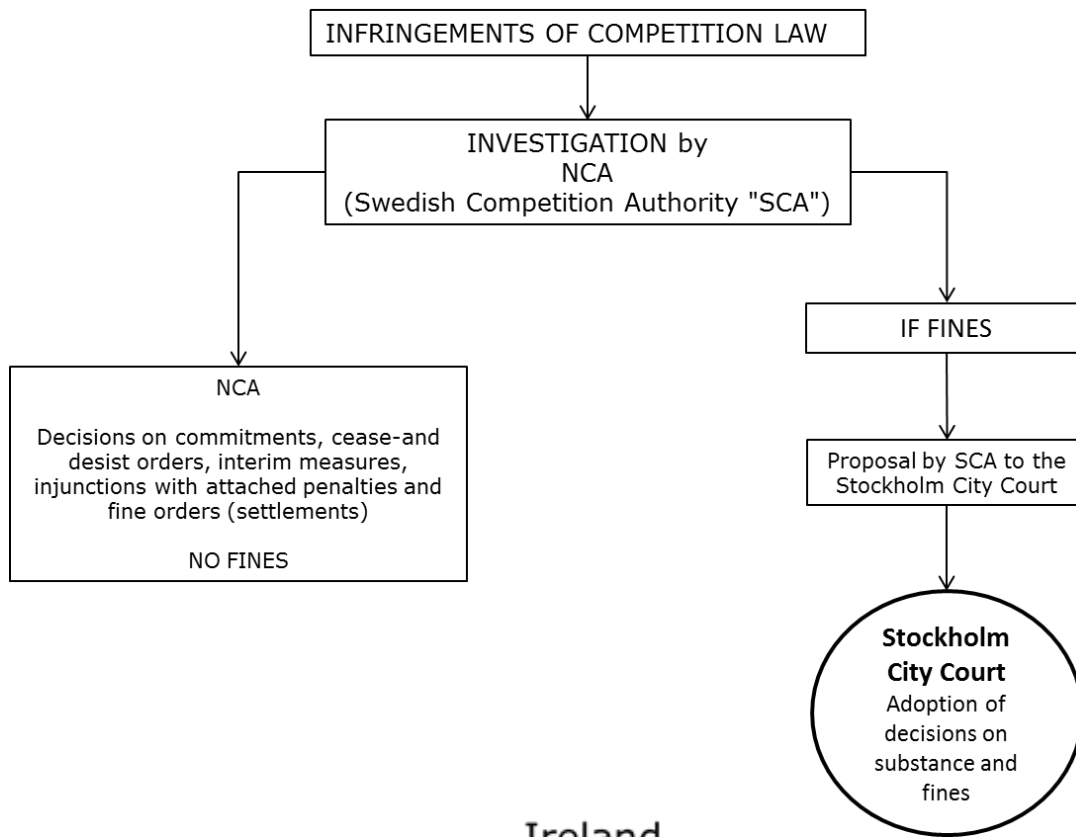 INFRINGEMENTS OF COMPETITION LAW
INVESTIGATION by
NCA
(Swedish Competition Authority "SCA")
IF FINES
NCA
Decisions on commitments, cease-and
desist orders, interim measures,
injunctions with attached penalties and
fine orders (settlements)
NO FINES
Proposal by SCA to the
Stockholm City Court
Stockholm
City Court
Adoption of
decisions on
substance and
fines
Ireland